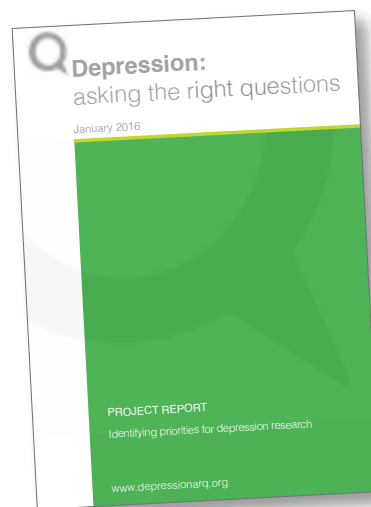 Depression:
asking the right questions
January 2016
PROJECT REPORT
Identifying priorities for depression research
www.depressionarq.org